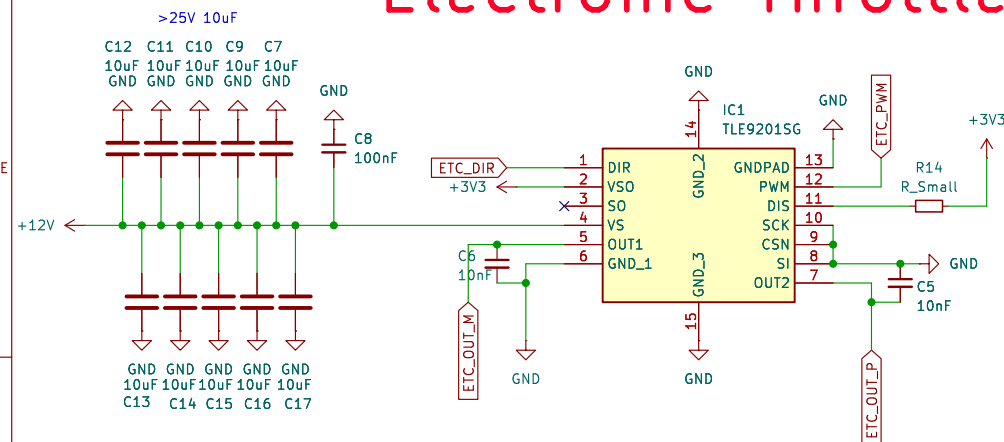 Electronic Throttle
>25V 10uF
C12 C11 C10 C9 C7
10uF 10uF 10uF 10uF 10uF
GND GND GND GND GND
GND
C8
100nF
+12V
GND GND GND GND GND
10uF 10uF 10uF 10uF 10uF
C13 C14 C15 C16 C17
E
ETC_DIR
+3V3
C6
10nF
ETC_OUT_M
GND
GND
14
IC1
TLE9201SG
1 DIR
2 VSO
3 SO
4 VS
5 OUT1
6 GND_1
GND_2
GND_3
GNDPAD 13
PWM 12
DIS 11
SCK 10
CSN 9
SI 8
OUT2 7
15
GND
GND
ETC_PWM
R14
R_Small
+3V3
GND
C5
10nF
ETC_OUT_P